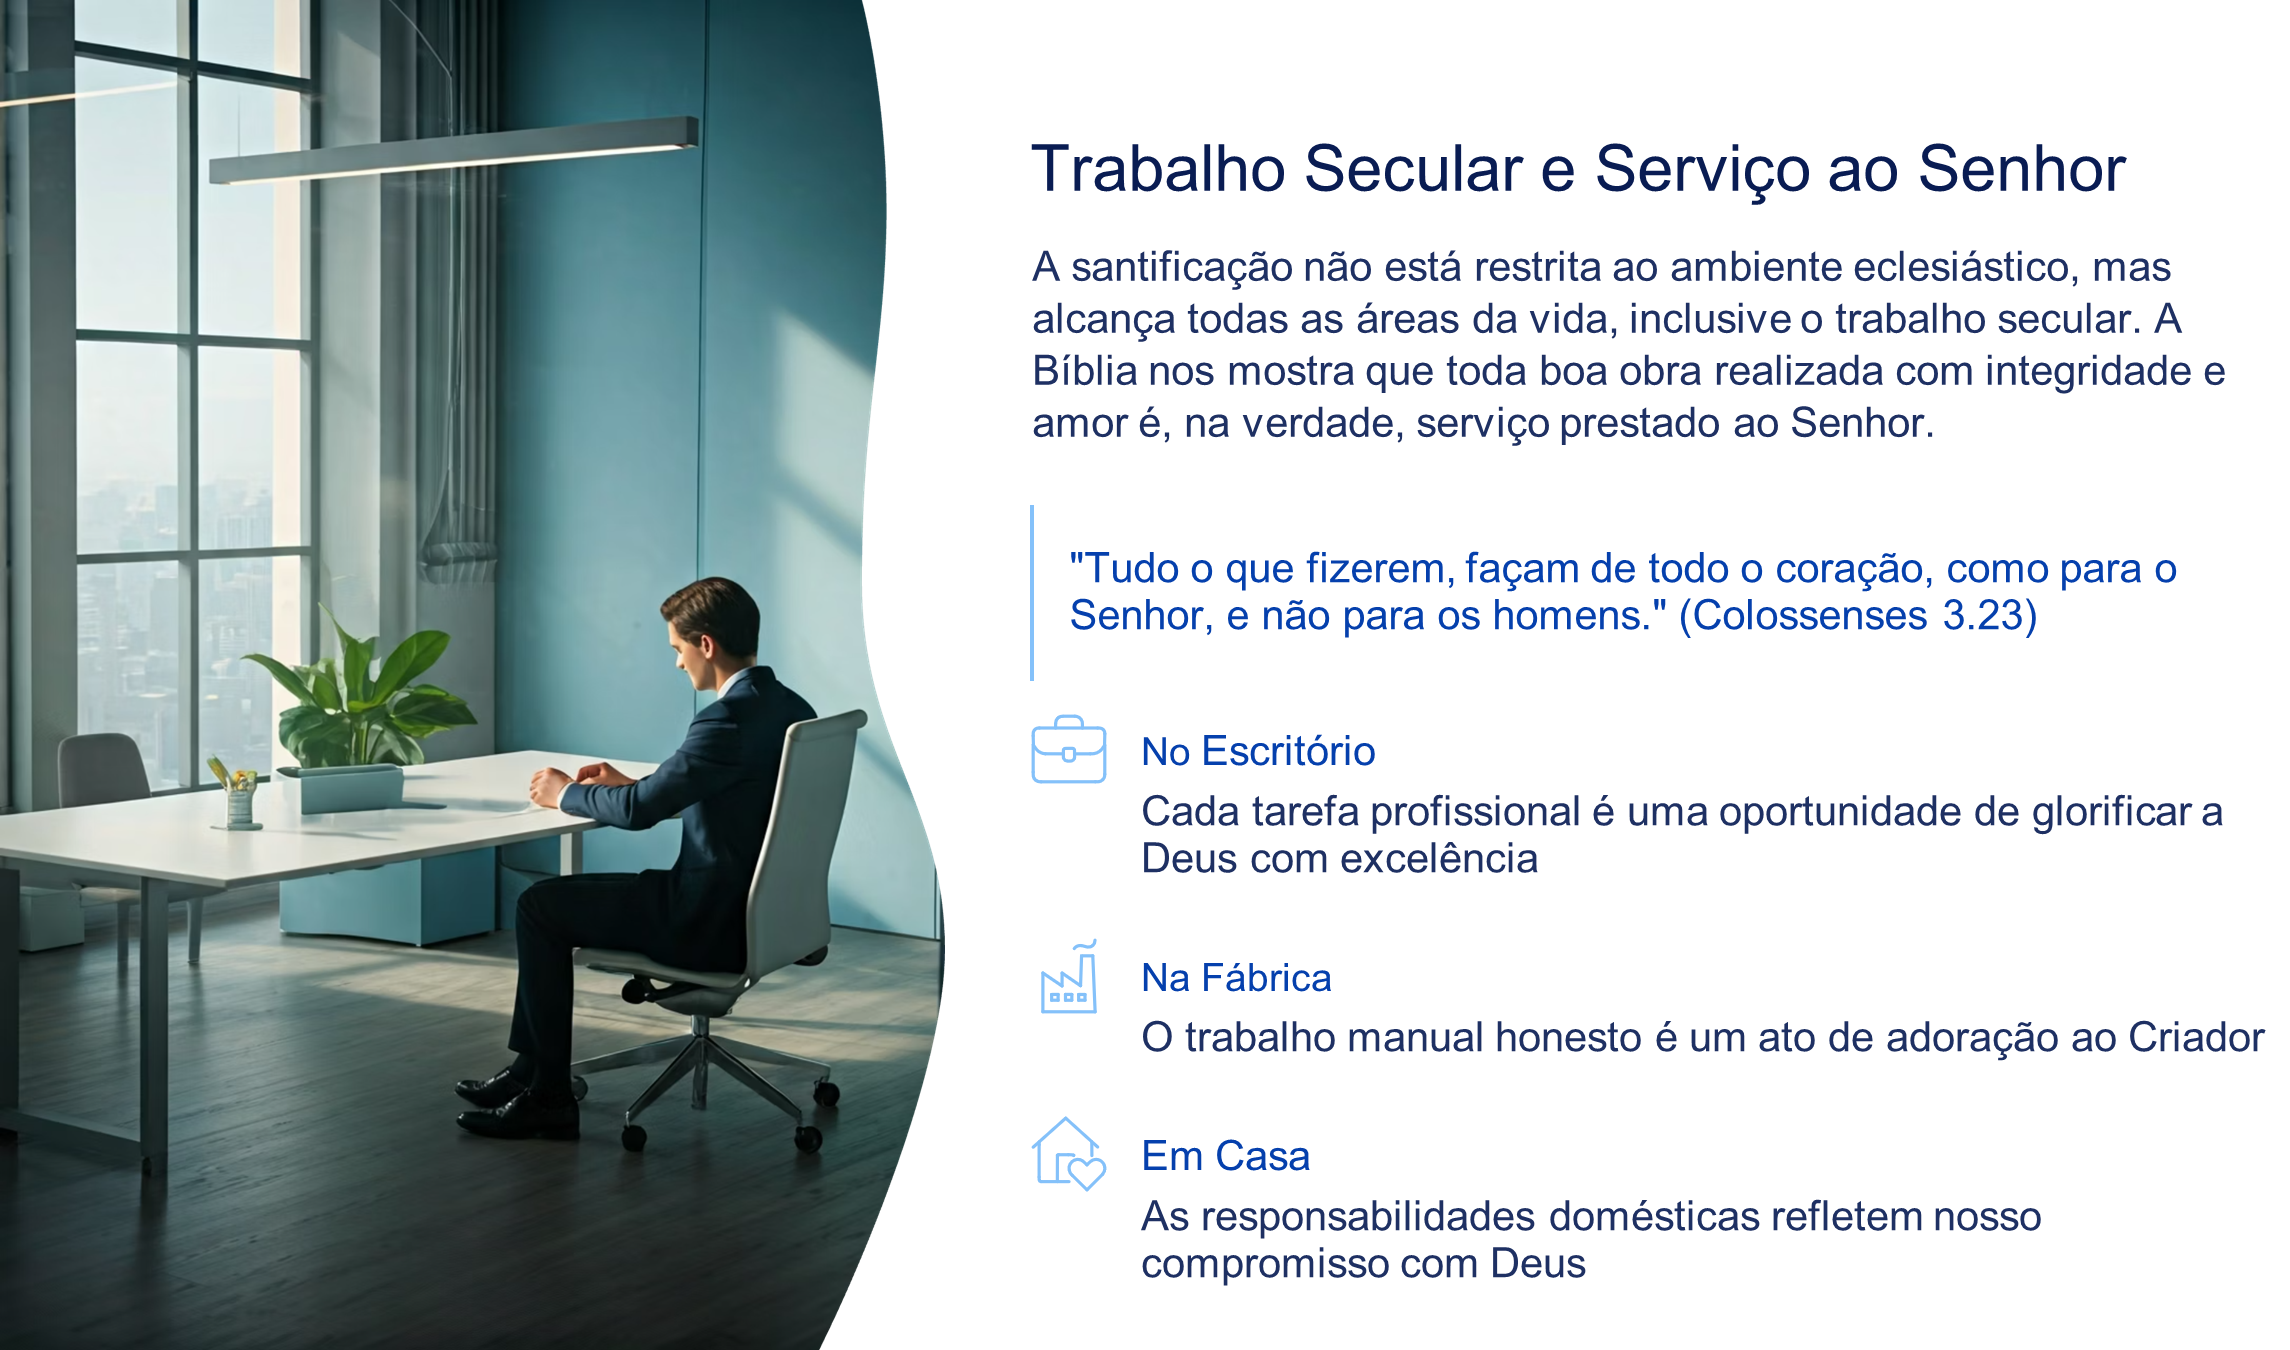 Trabalho Secular e Serviço ao Senhor
A santificação não está restrita ao ambiente eclesiástico, mas
alcança todas as áreas da vida, inclusive o trabalho secular. A
Bíblia nos mostra que toda boa obra realizada com integridade e
amor é, na verdade, serviço prestado ao Senhor.
"Tudo o que fizerem, façam de todo o coração, como para o
Senhor, e não para os homens." (Colossenses 3.23)
No Escritório
Cada tarefa profissional é uma oportunidade de glorificar a
Deus com excelência
Na Fábrica
O trabalho manual honesto é um ato de adoração ao Criador
Em Casa
As responsabilidades domésticas refletem nosso
compromisso com Deus